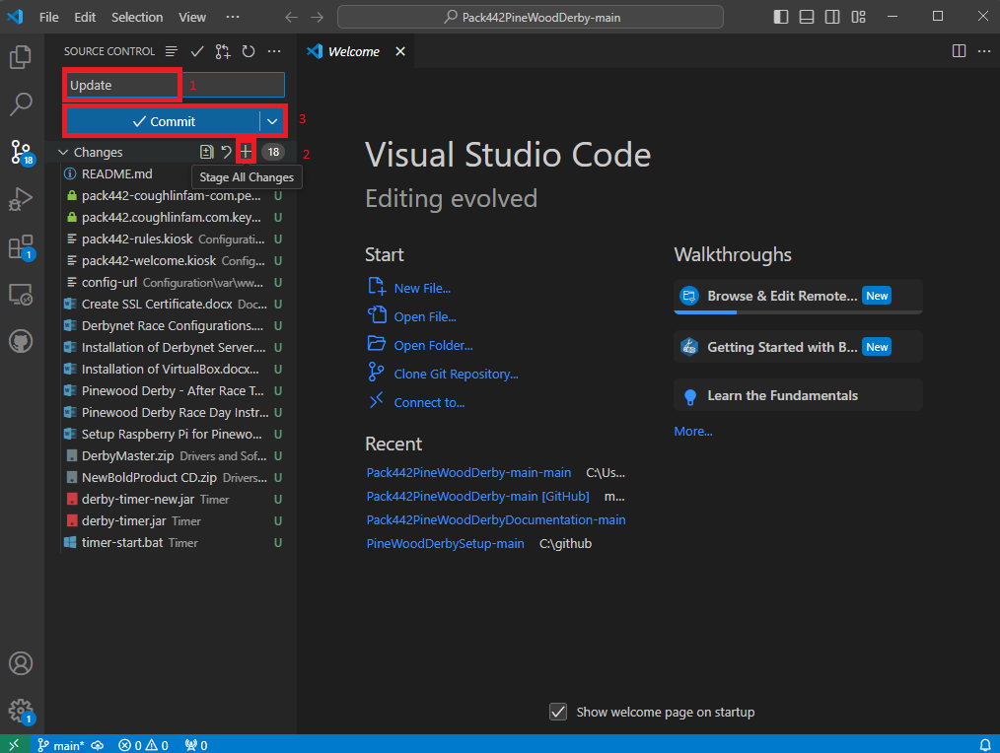 File Edit Selection View ··· Pack442PineWoodDerby-main
SOURCE CONTROL
Welcome
Update 1
Commit 3
Changes 18 2
Stage All Changes
README.md
pack442-coughlinfam-com.pe... U
pack442.coughlinfam.com.key... U
pack442-rules.kiosk Configurati... U
pack442-welcome.kiosk Config... U
config-url Configuration\var\ww... U
Create SSL Certificate.docx Doc... U
Derbynet Race Configurations.... U
Installation of Derbynet Server.... U
Installation of VirtualBox.docx... U
Pinewood Derby - After Race T... U
Pinewood Derby Race Day Instr... U
Setup Raspberry Pi for Pinewo... U
DerbyMaster.zip Drivers and Sof... U
NewBoldProduct CD.zip Drivers... U
derby-timer-new.jar Timer U
derby-timer.jar Timer U
timer-start.bat Timer U
18
1
1
Visual Studio Code
Editing evolved
Start
New File...
Open File...
Open Folder...
Clone Git Repository...
Connect to...
Recent
Pack442PineWoodDerby-main-main C:\Us...
Pack442PineWoodDerby-main [GitHub] m...
Pack442PineWoodDerbyDocumentation-main
PineWoodDerbySetup-main C:\github
Walkthroughs
Browse & Edit Remote... New
Getting Started with B... New
Learn the Fundamentals
More...
Show welcome page on startup
main* 0 0 0